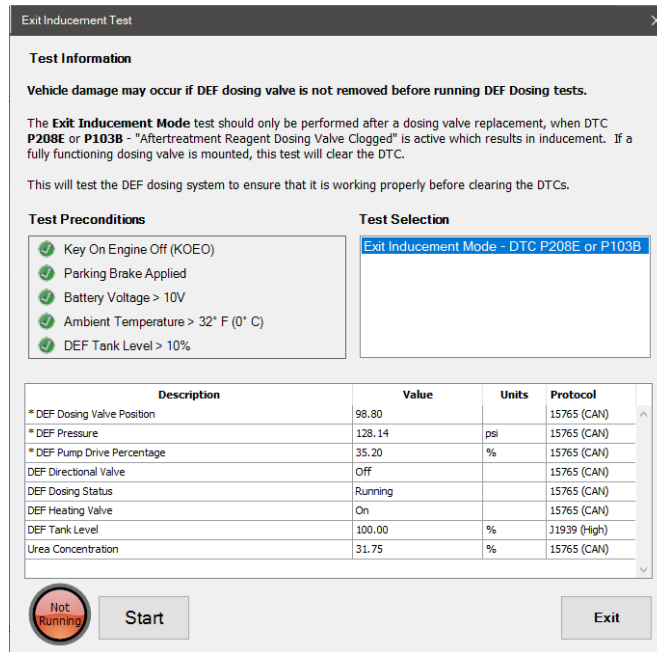 Exit Inducement Test
Test Information
Vehicle damage may occur if DEF dosing valve is not removed before running DEF Dosing tests.
The Exit Inducement Mode test should only be performed after a dosing valve replacement, when DTC
P208E or P103B - "Aftertreatment Reagent Dosing Valve Clogged" is active which results in inducement. If a
fully functioning dosing valve is mounted, this test will clear the DTC.
This will test the DEF dosing system to ensure that it is working properly before clearing the DTCs.
Test Preconditions
Key On Engine Off (KOEO)
Parking Brake Applied
Battery Voltage > 10V
Ambient Temperature > 32° F (0° C)
DEF Tank Level > 10%
Test Selection
Exit Inducement Mode - DTC P208E or P103B
Description Value Units Protocol
* DEF Dosing Valve Position 98.80 15765 (CAN)
* DEF Pressure 128.14 psi 15765 (CAN)
* DEF Pump Drive Percentage 35.20 % 15765 (CAN)
DEF Directional Valve Off 15765 (CAN)
DEF Dosing Status Running 15765 (CAN)
DEF Heating Valve On 15765 (CAN)
DEF Tank Level 100.00 % J1939 (High)
Urea Concentration 31.75 % 15765 (CAN)
Not
Running
Start
Exit